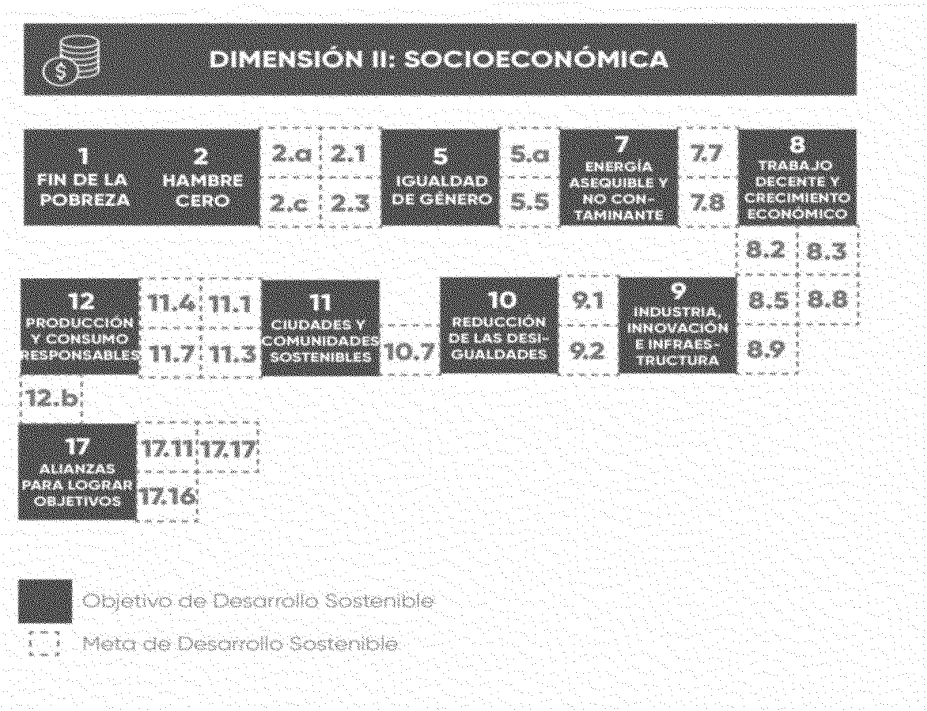 DIMENSIÓN II: SOCIOECONÓMICA
1
FIN DE LA
POBREZA
2
HAMBRE
CERO
2.a 2.1
2.c 2.3
5
IGUALDAD
DE GÉNERO
5.a
5.5
7
ENERGÍA
ASEQUIBLE Y
NO CON-
TAMINANTE
7.7
7.8
8
TRABAJO
DECENTE Y
CRECIMIENTO
ECONÓMICO
8.2 8.3
8.5 8.8
8.9
12
PRODUCCIÓN
Y CONSUMO
RESPONSABLES
11.4 11.1
11.7 11.3
11
CIUDADES Y
COMUNIDADES
SOSTENIBLES
10.7
10
REDUCCIÓN
DE LAS DESI-
GUALDADES
9.1
9.2
9
INDUSTRIA,
INNOVACIÓN
E INFRAES-
TRUCTURA
12.b
17
ALIANZAS
PARA LOGRAR
OBJETIVOS
17.11 17.17
17.16
Objetivo de Desarrollo Sostenible
Meta de Desarrollo Sostenible